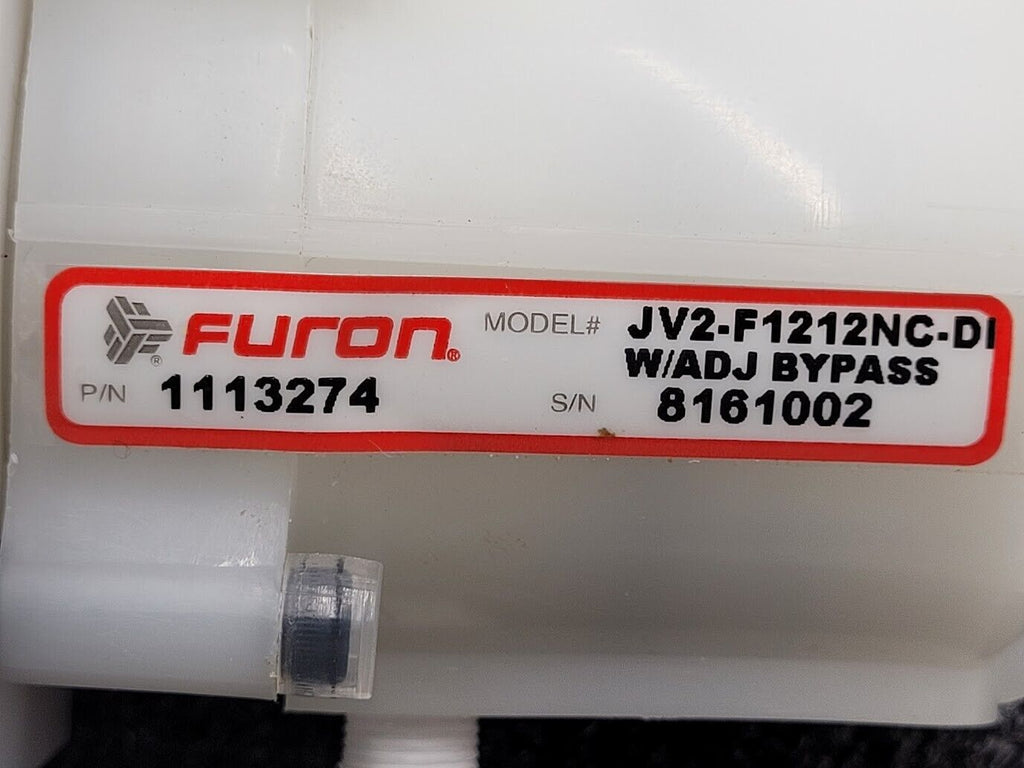 FURON® MODEL# JV2-F1212NC-DI
W/ADJ BYPASS
P/N 1113274 S/N 8161002